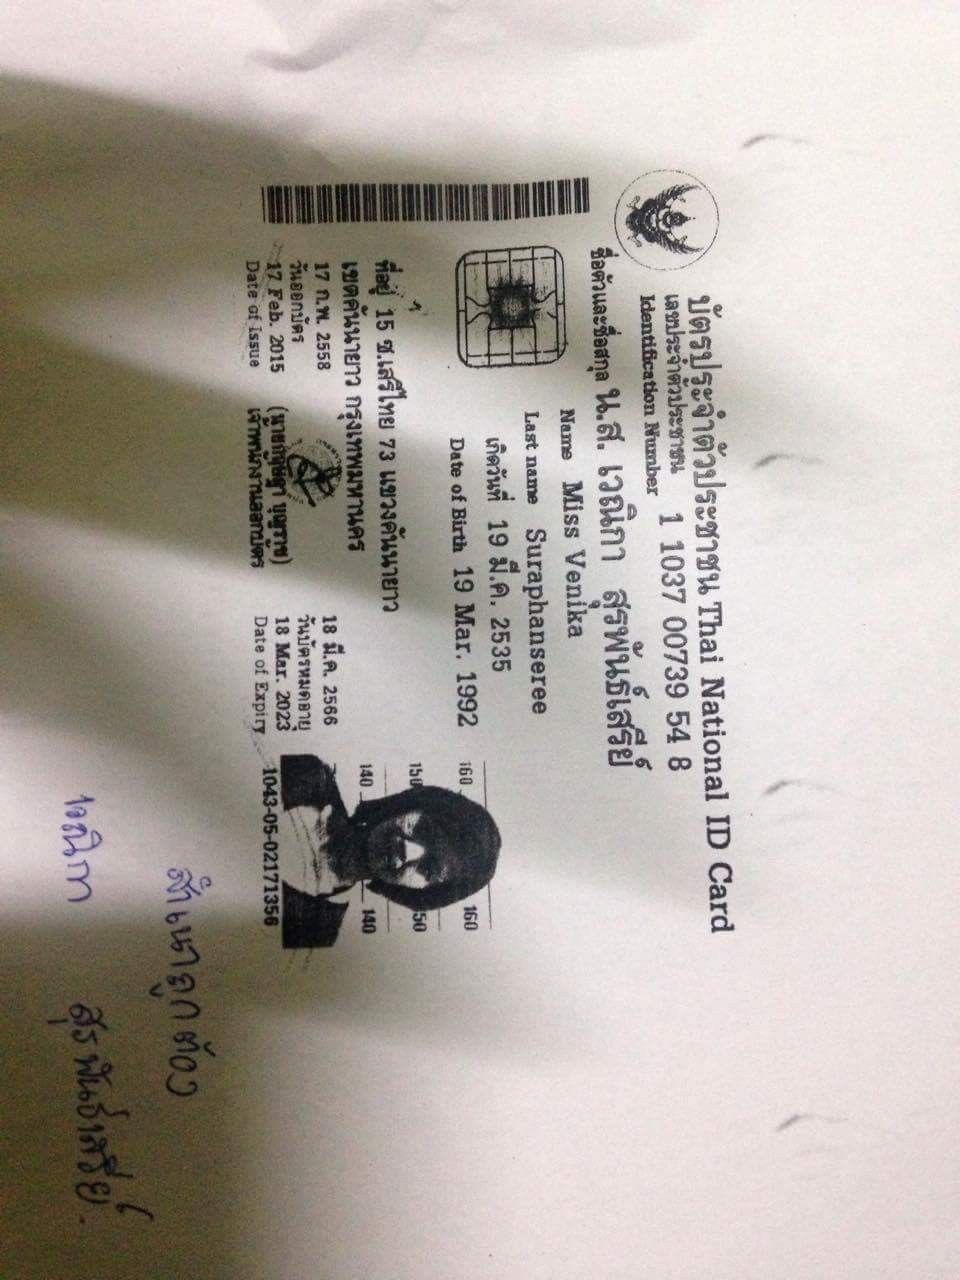 บัตรประจำตัวประชาชน Thai National ID Card
เลขประจำตัวประชาชน
Identification Number
1 1037 00739 54 8
ชื่อตัวและชื่อสกุล น.ส. เวณิกา สุรพันธ์เสรีย์
Name Miss Venika
Last name Suraphanseree
เกิดวันที่ 19 มี.ค. 2535
Date of Birth 19 Mar. 1992
ที่อยู่ 15 ซ.เสรีไทย 73 แขวงคันนายาว
เขตคันนายาว กรุงเทพมหานคร
17 ก.พ. 2558
วันออกบัตร
17 Feb. 2015
Date of Issue
เจ้าพนักงานออกบัตร
18 มี.ค. 2566
วันบัตรหมดอายุ
18 Mar. 2023
Date of Expiry
160 160
150 50
140 140
1043-05-02171356
สำเนาถูกต้อง
เวณิกา สุรพันธ์เสรีย์